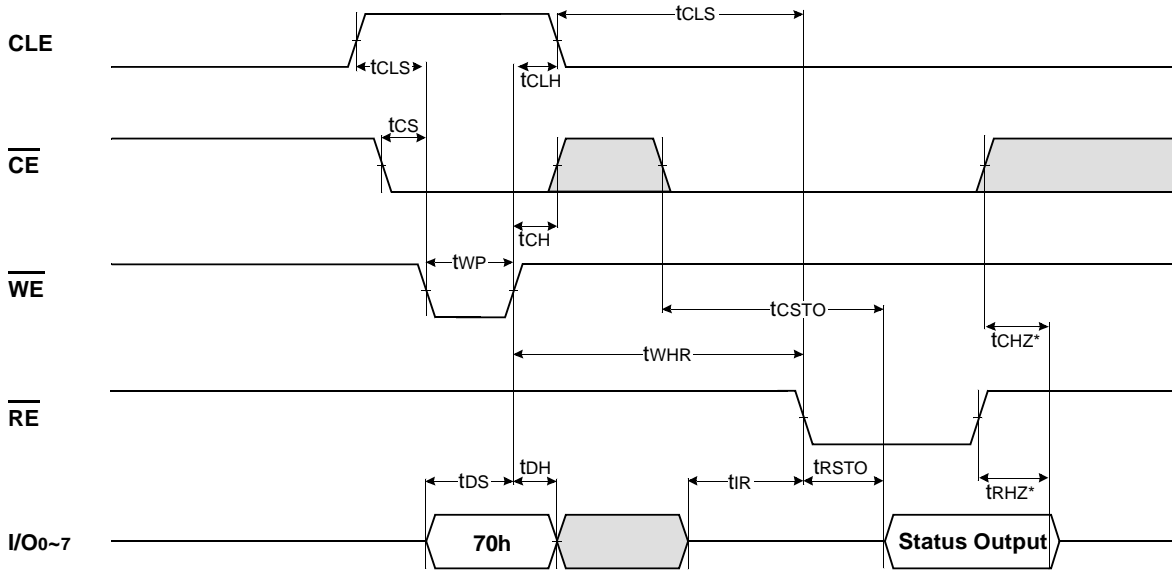 CLE
tCLS
tCLS
tCLH
CE
tCS
tCH
WE
tWP
tCSTO
tCHZ*
tWHR
RE
tDS
tDH
tIR
tRSTO
tRHZ*
I/O0~7
70h
Status Output